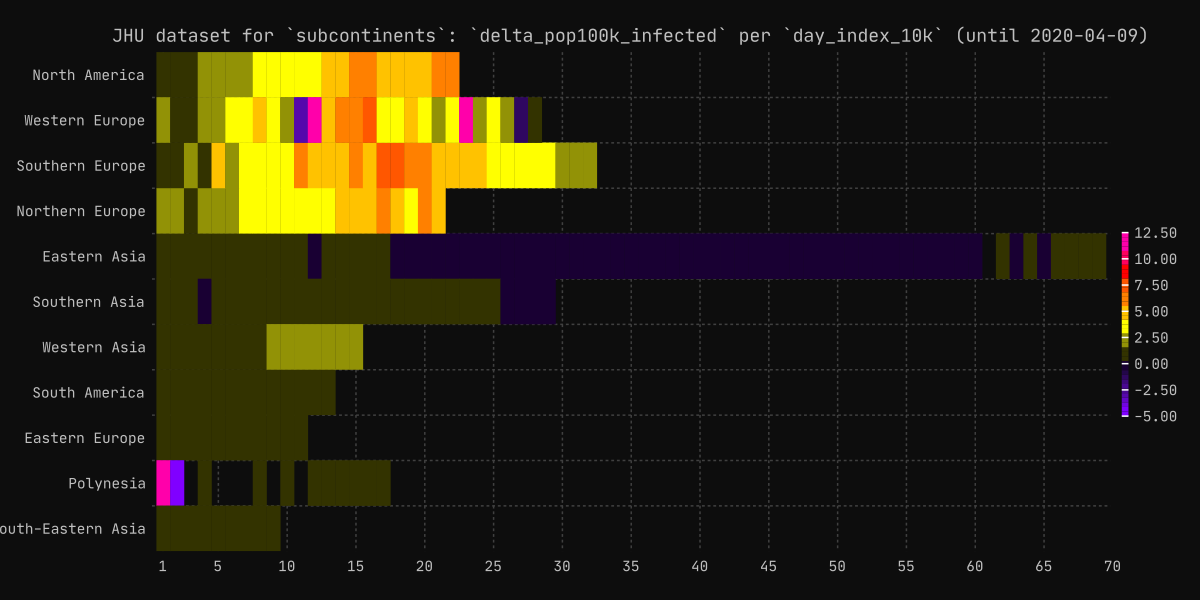 JHU dataset for `subcontinents`: `delta_pop100k_infected` per `day_index_10k` (until 2020-04-09)
North America
Western Europe
Southern Europe
Northern Europe
Eastern Asia
Southern Asia
Western Asia
South America
Eastern Europe
Polynesia
outh-Eastern Asia
1 5 10 15 20 25 30 35 40 45 50 55 60 65 70
12.50
10.00
7.50
5.00
2.50
0.00
-2.50
-5.00